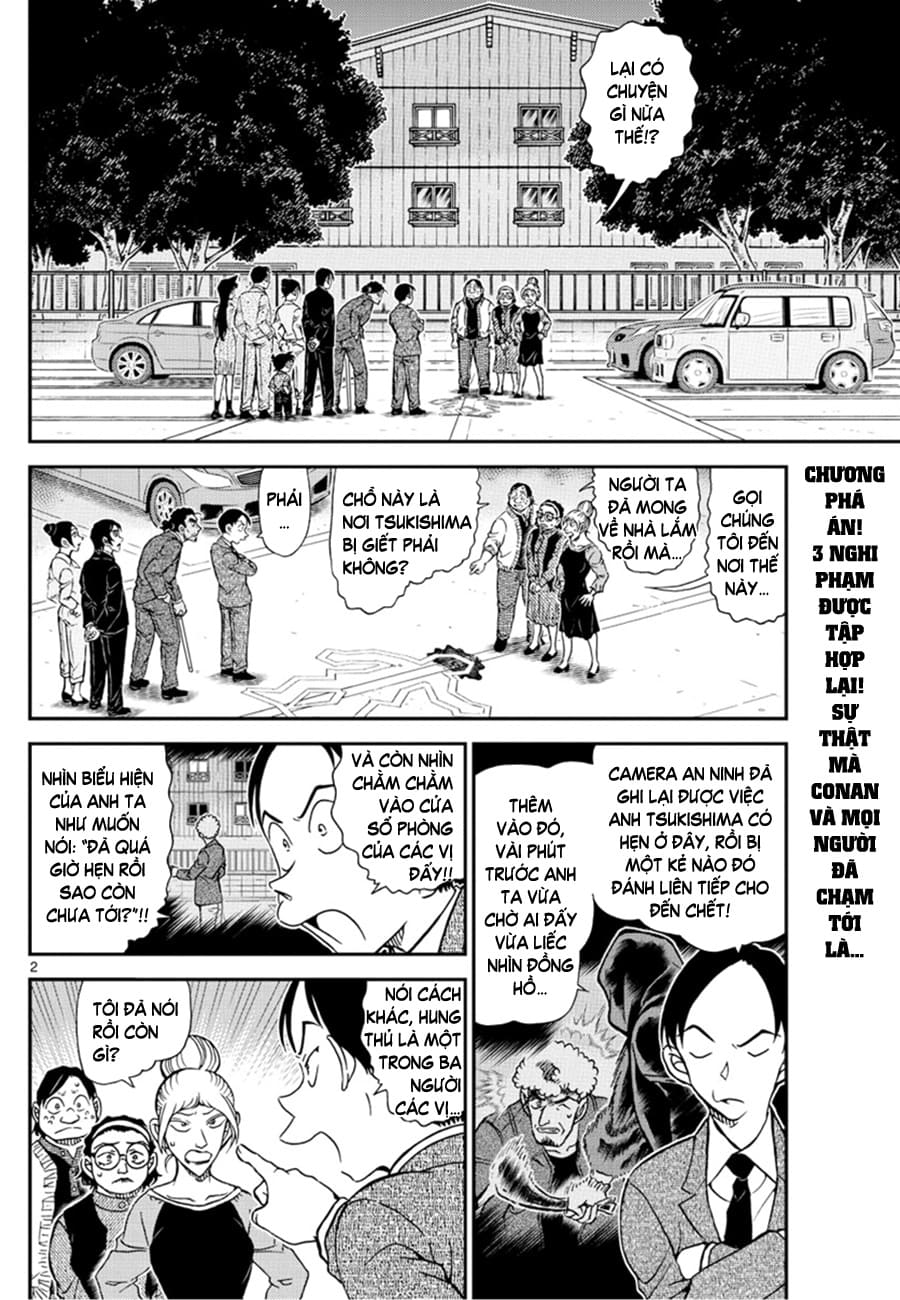 LẠI CÓ
CHUYỆN
GÌ NỮA
THẾ!?
CHƯƠNG
PHÁ
ÁN!
3 NGHI
PHẠM
ĐƯỢC
TẬP
HỢP
LẠI!
SỰ
THẬT
MÀ
CONAN
VÀ MỌI
NGƯỜI
ĐÃ
CHẠM
TỚI
LÀ...
GỌI
CHÚNG
TÔI ĐẾN
NƠI THẾ
NÀY...
NGƯỜI TA
ĐÃ MONG
VỀ NHÀ LẮM
RỒI MÀ...
CHỖ NÀY LÀ
NƠI TSUKISHIMA
BỊ GIẾT PHẢI
KHÔNG?
PHẢI
...
CAMERA AN NINH ĐÃ
GHI LẠI ĐƯỢC VIỆC
ANH TSUKISHIMA CÓ
HẸN Ở ĐÂY, RỒI BỊ
MỘT KẺ NÀO ĐÓ
ĐÁNH LIÊN TIẾP CHO
ĐẾN CHẾT!
THÊM
VÀO ĐÓ,
VÀI PHÚT
TRƯỚC ANH
TA VỪA
CHỜ AI ĐẤY
VỪA LIẾC
NHÌN ĐỒNG
HỒ...
VÀ CÒN NHÌN
CHẰM CHẰM
VÀO CỬA
SỔ PHÒNG
CỦA CÁC VỊ
ĐẤY!!
NHÌN BIỂU HIỆN
CỦA ANH TA
NHƯ MUỐN
NÓI: "ĐÃ QUÁ
GIỜ HẸN RỒI
SAO CÒN
CHƯA TỚI?"!!
2
NÓI CÁCH
KHÁC, HUNG
THỦ LÀ MỘT
TRONG BA
NGƯỜI
CÁC VỊ...
TÔI ĐÃ NÓI
RỒI CÒN
GÌ?